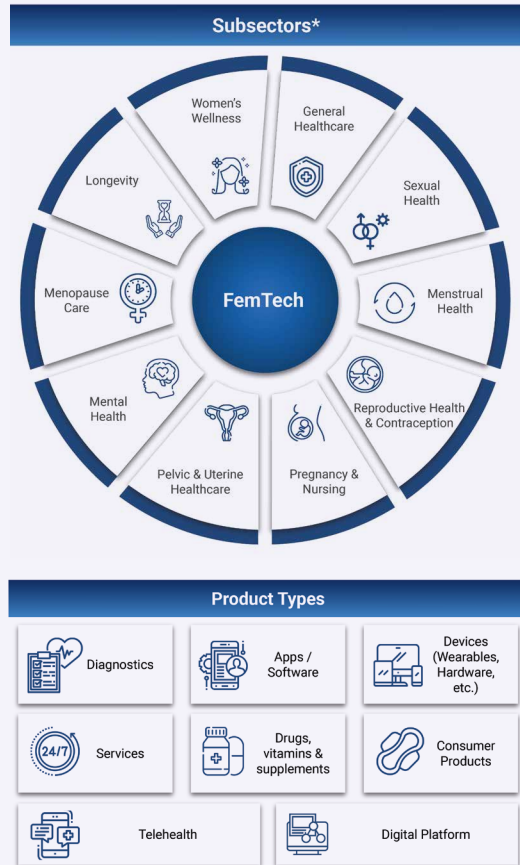 Subsectors*
Women's
Wellness
General
Healthcare
Longevity
Sexual
Health
Menopause
Care
FemTech
Menstrual
Health
Mental
Health
Reproductive Health
& Contraception
Pelvic & Uterine
Healthcare
Pregnancy &
Nursing
Product Types
Diagnostics
Apps /
Software
Devices
(Wearables,
Hardware,
etc.)
24/7
Services
Drugs,
vitamins &
supplements
Consumer
Products
Telehealth
Digital Platform